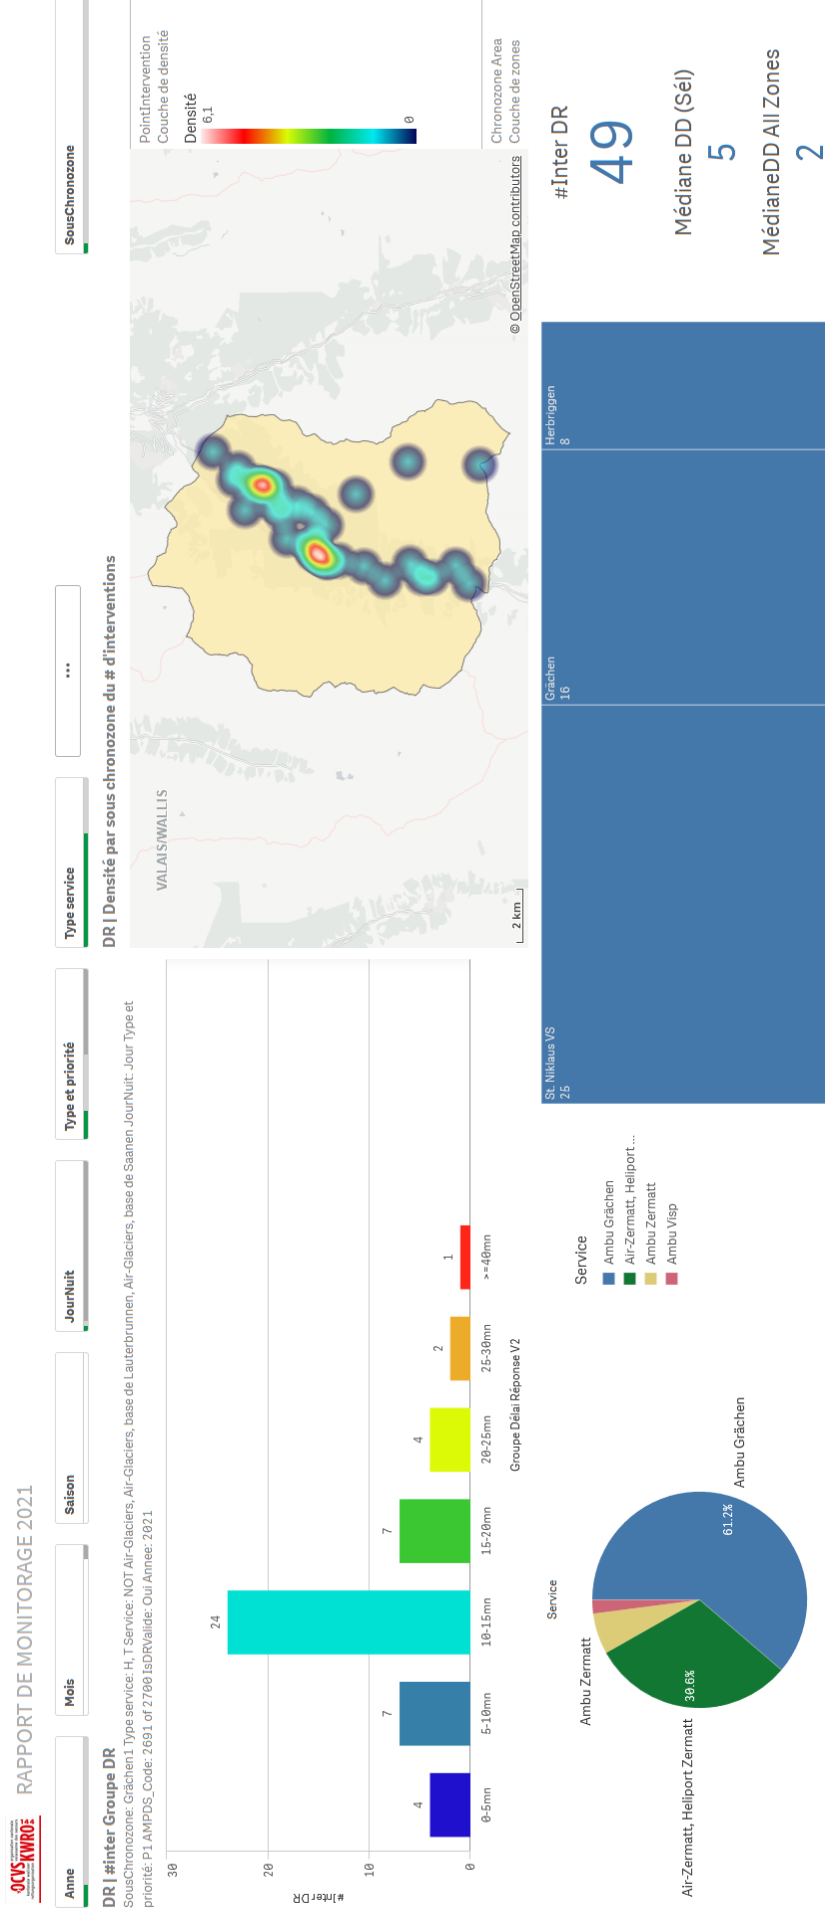 OCVS
KWRO
RAPPORT DE MONITORAGE 2021
Anne
Mois
Saison
JourNuit
Type et priorité
Type service
...
SousChronozone
DR | #inter Groupe DR
SousChronozone: Grächen1 Type service: H, T Service: NOT Air-Glaciers, Air-Glaciers, base de Lauterbrunnen, Air-Glaciers, base de Saanen JourNuit: Jour Type et
priorité: P1 AMPDS_Code: 2691 of 2700 IsDRValide: Oui Annee: 2021
#Inter DR
30
20
10
0
4
7
24
7
4
2
1
0-5mn
5-10mn
10-15mn
15-20mn
20-25mn
25-30mn
>=40mn
Groupe Délai Réponse V2
DR | Densité par sous chronozone du # d'interventions
VALAIS/WALLIS
2 km
© OpenStreetMap contributors
PointIntervention
Couche de densité
Densité
6,1
0
Chronozone Area
Couche de zones
Service
Ambu Zermatt
Air-Zermatt, Heliport Zermatt
30.6%
61.2%
Ambu Grächen
Service
Ambu Grächen
Air-Zermatt, Heliport ...
Ambu Zermatt
Ambu Visp
St. Niklaus VS
25
Grächen
16
Herbriggen
8
#Inter DR
49
Médiane DD (Sél)
5
MédianeDD All Zones
2